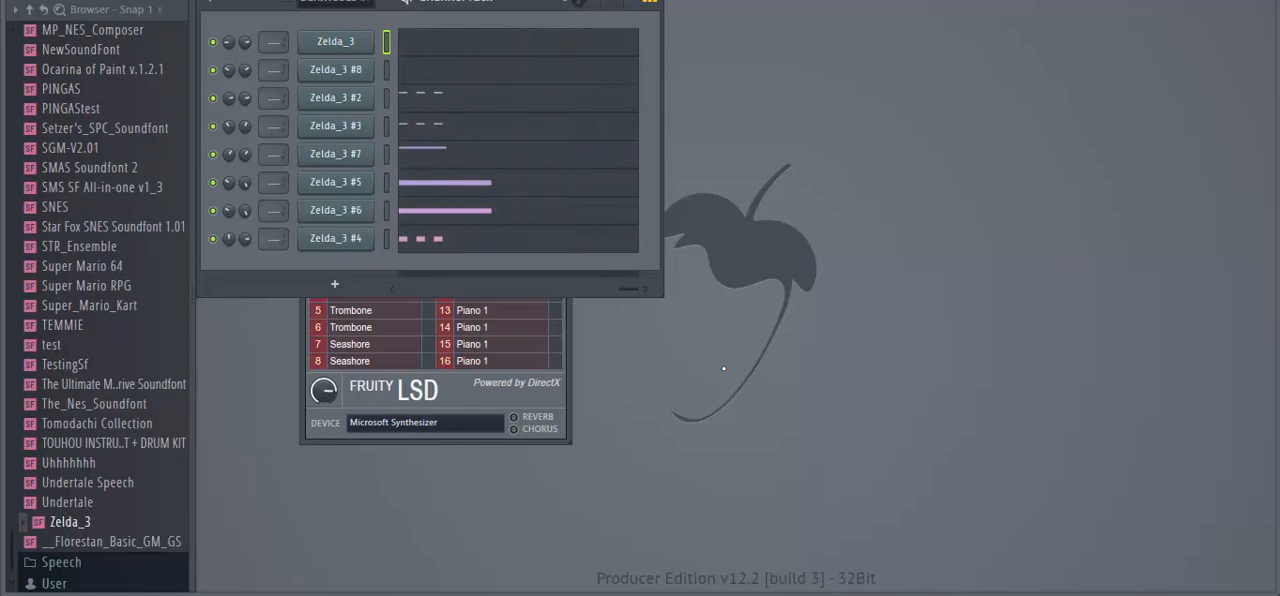 Browser - Snap 1
MP_NES_Composer
NewSoundFont
Ocarina of Paint v.1.2.1
PINGAS
PINGAStest
Setzer's_SPC_Soundfont
SGM-V2.01
SMAS Soundfont 2
SMS SF All-in-one v1_3
SNES
Star Fox SNES Soundfont 1.01
STR_Ensemble
Super Mario 64
Super Mario RPG
Super_Mario_Kart
TEMMIE
test
TestingSf
The Ultimate M..rive Soundfont
The_Nes_Soundfont
Tomodachi Collection
TOUHOU INSTRU..T + DRUM KIT
Uhhhhhhh
Undertale Speech
Undertale
Zelda_3
__Florestan_Basic_GM_GS
Speech
User
Zelda_3
Zelda_3 #8
Zelda_3 #2
Zelda_3 #3
Zelda_3 #7
Zelda_3 #5
Zelda_3 #6
Zelda_3 #4
+
5 Trombone 13 Piano 1
6 Trombone 14 Piano 1
7 Seashore 15 Piano 1
8 Seashore 16 Piano 1
FRUITY LSD Powered by DirectX
DEVICE Microsoft Synthesizer REVERB
CHORUS
Producer Edition v12.2 [build 3] - 32Bit